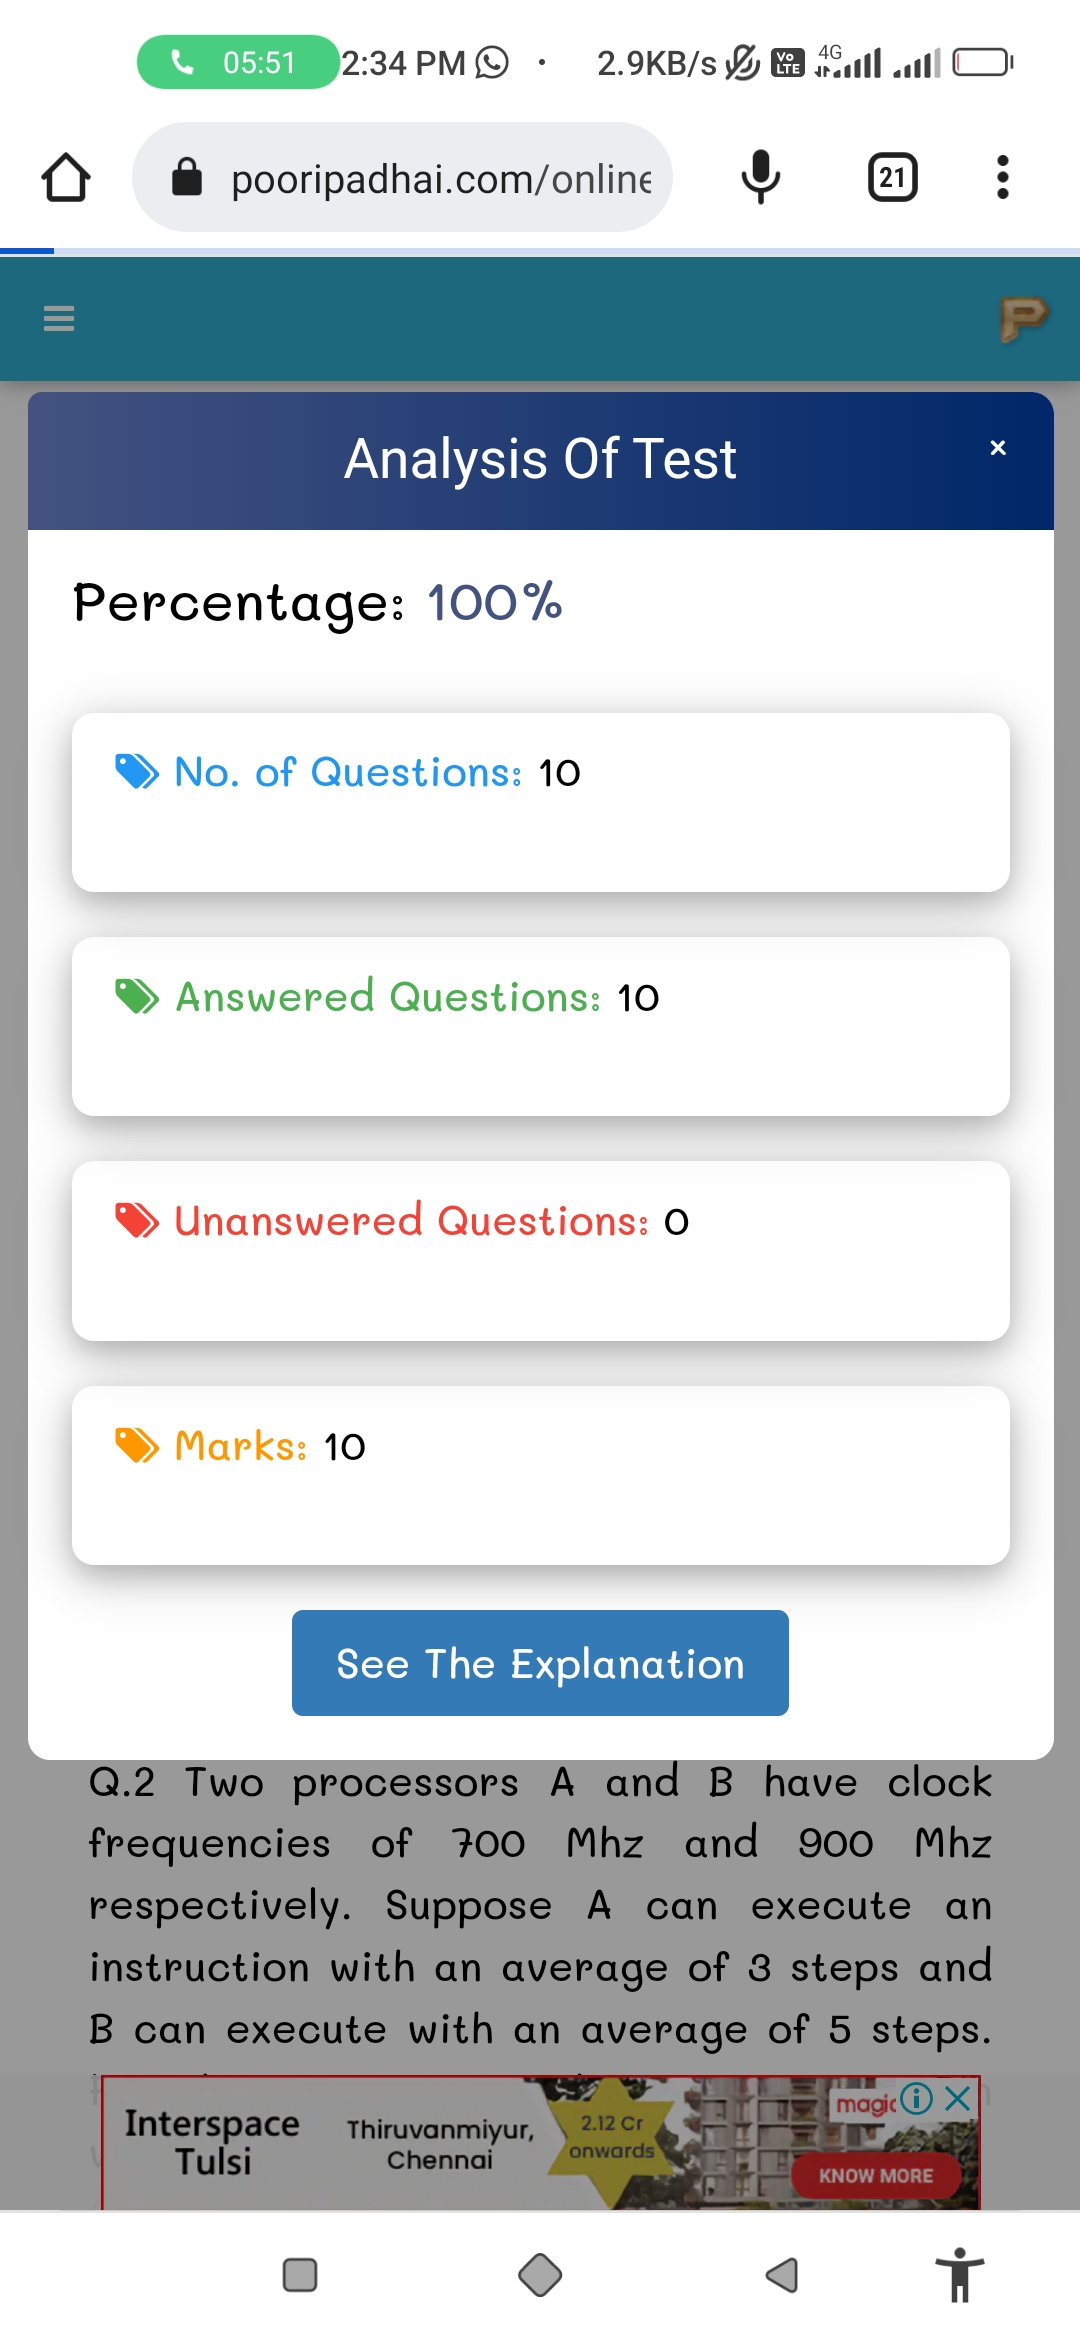 05:51 2:34 PM 2.9KB/s Vo LTE 4G
pooripadhai.com/online 21
P
Analysis Of Test ×
Percentage: 100%
No. of Questions: 10
Answered Questions: 10
Unanswered Questions: 0
Marks: 10
See The Explanation
Q.2 Two processors A and B have clock
frequencies of 700 Mhz and 900 Mhz
respectively. Suppose A can execute an
instruction with an average of 3 steps and
B can execute with an average of 5 steps.
Interspace
Tulsi
Thiruvanmiyur,
Chennai
2.12 Cr
onwards
magic
KNOW MORE